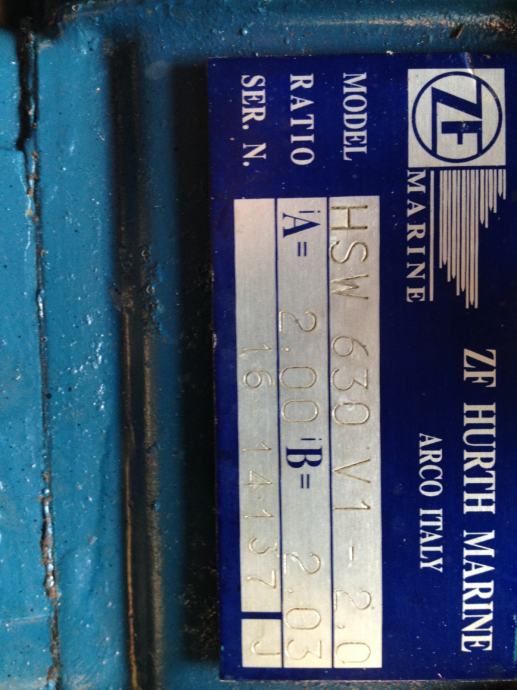 ZF MARINE
ZF HURTH MARINE
ARCO ITALY
MODEL HSW 630 V1 - 2.0
RATIO iA = 2.00 iB = 2.03
SER. N. 16 14137 J